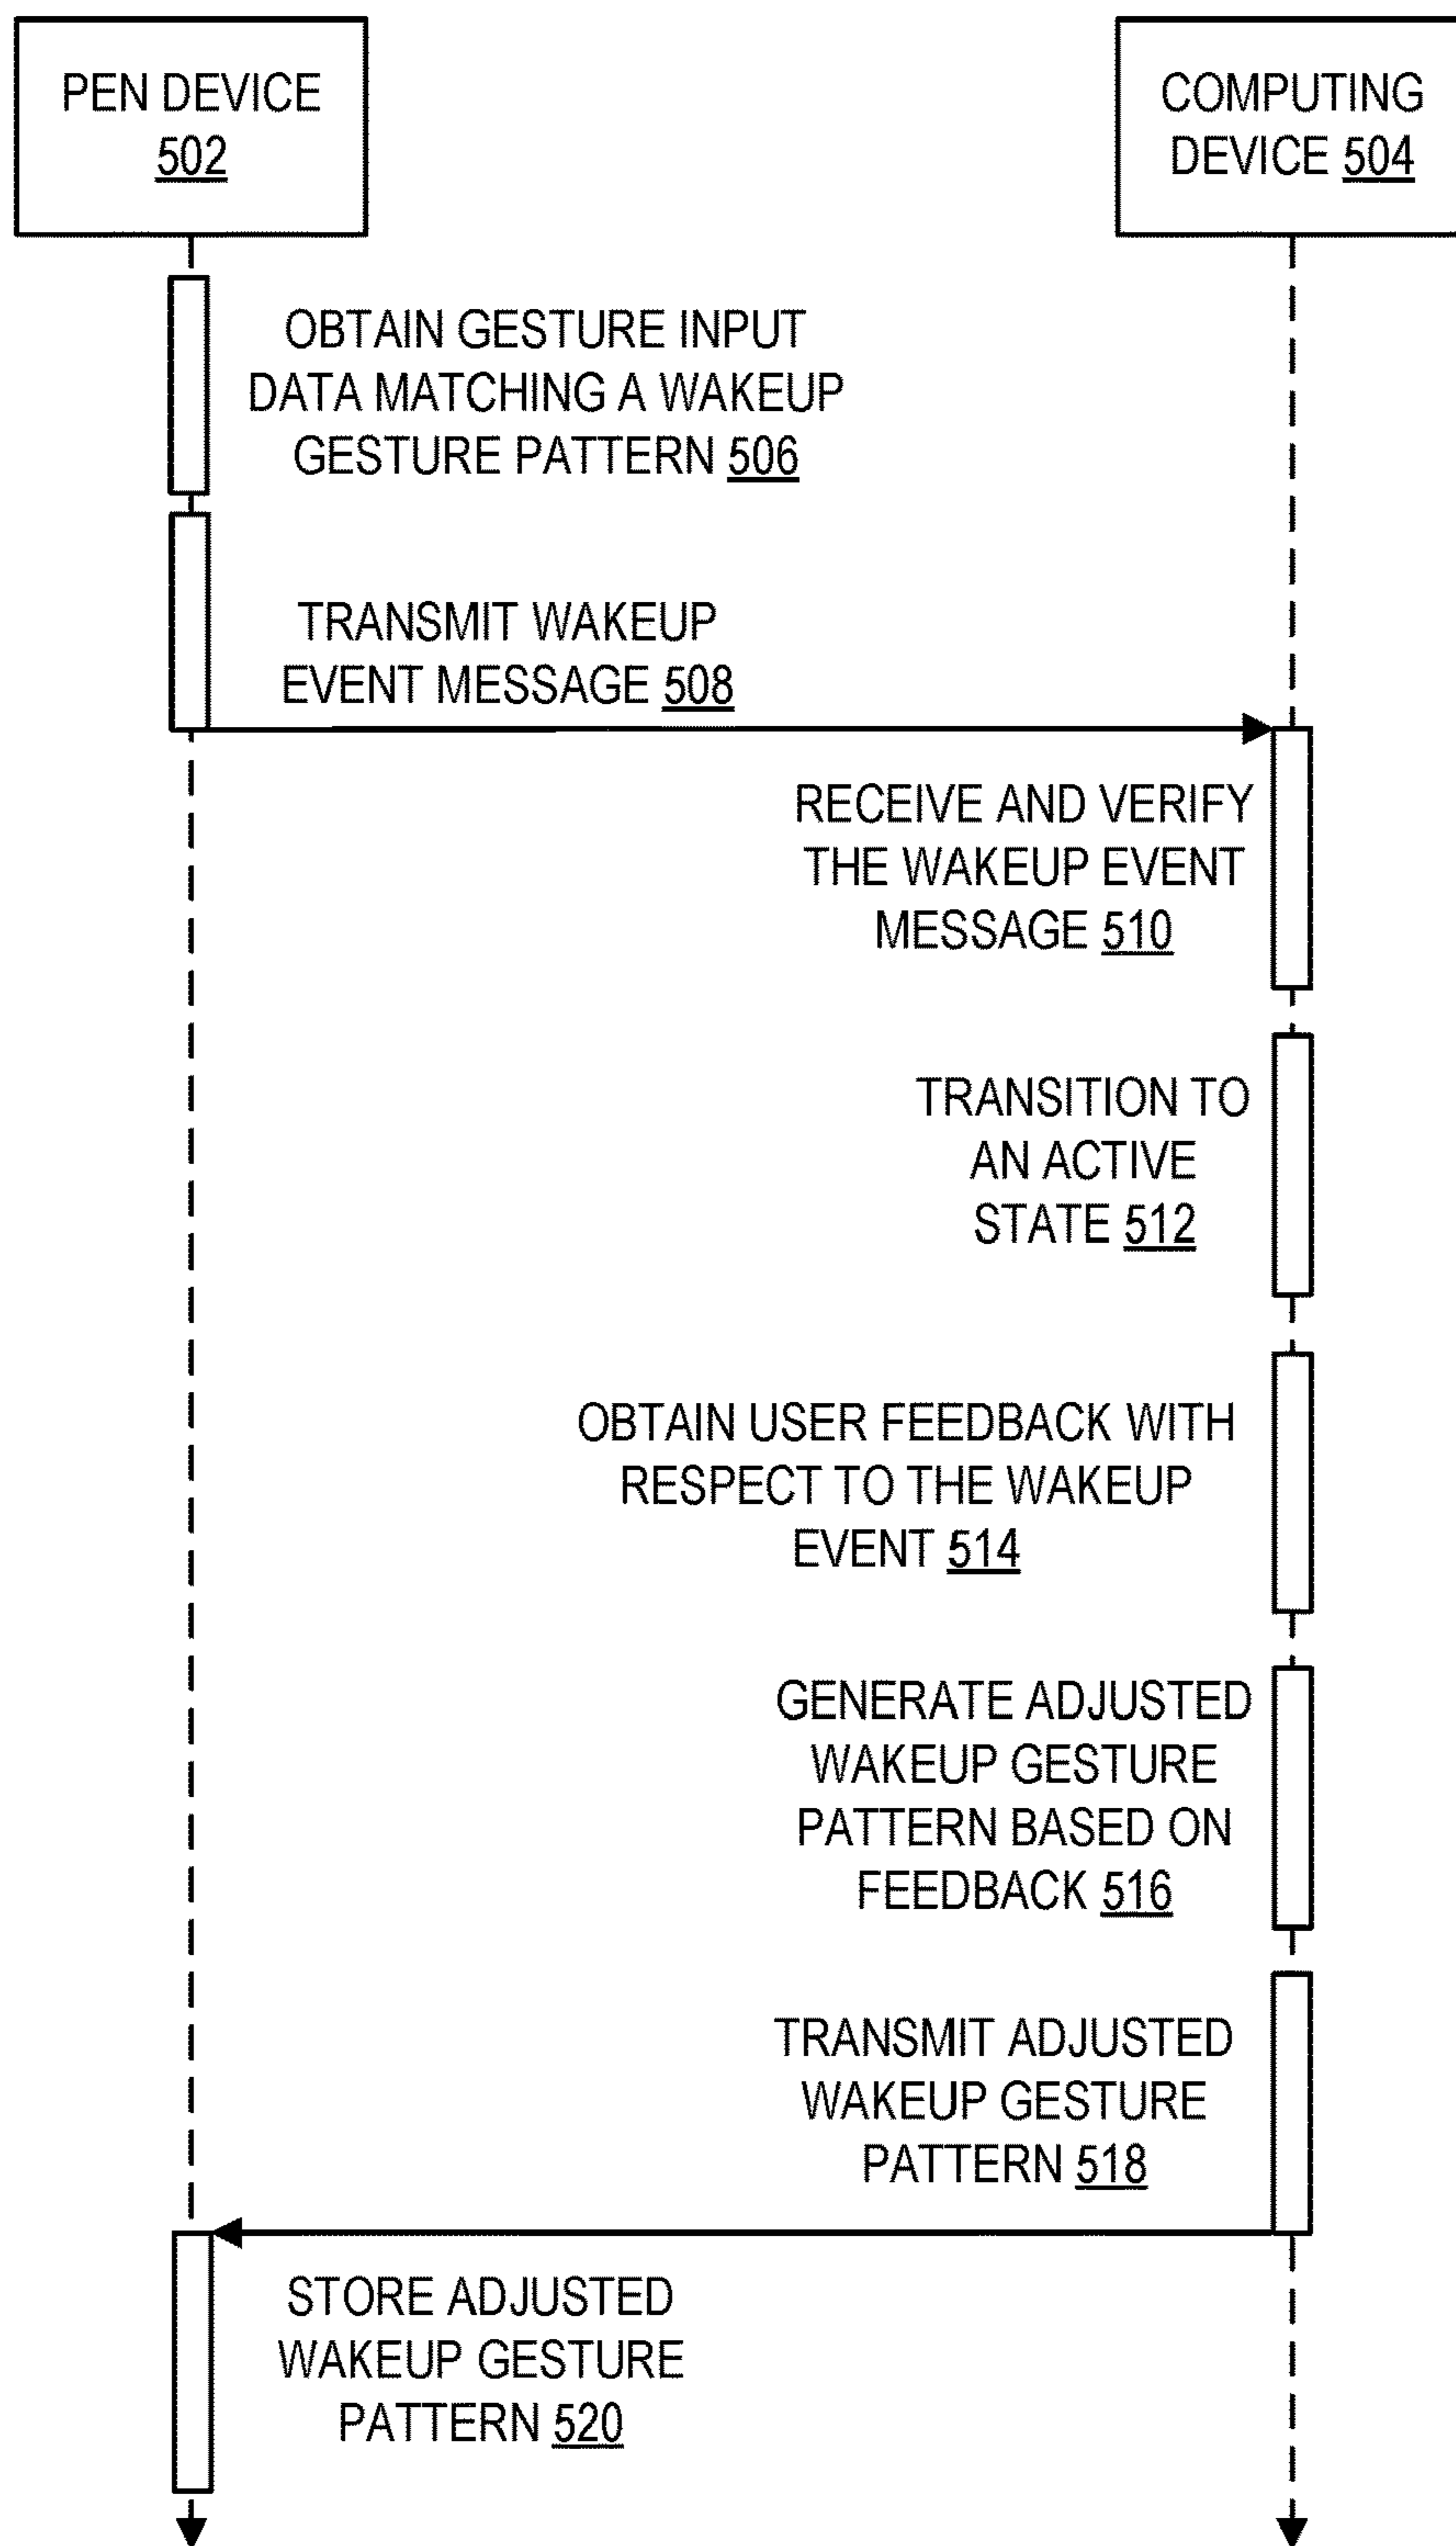 PEN DEVICE
502
COMPUTING
DEVICE 504
OBTAIN GESTURE INPUT
DATA MATCHING A WAKEUP
GESTURE PATTERN 506
TRANSMIT WAKEUP
EVENT MESSAGE 508
RECEIVE AND VERIFY
THE WAKEUP EVENT
MESSAGE 510
TRANSITION TO
AN ACTIVE
STATE 512
OBTAIN USER FEEDBACK WITH
RESPECT TO THE WAKEUP
EVENT 514
GENERATE ADJUSTED
WAKEUP GESTURE
PATTERN BASED ON
FEEDBACK 516
TRANSMIT ADJUSTED
WAKEUP GESTURE
PATTERN 518
STORE ADJUSTED
WAKEUP GESTURE
PATTERN 520